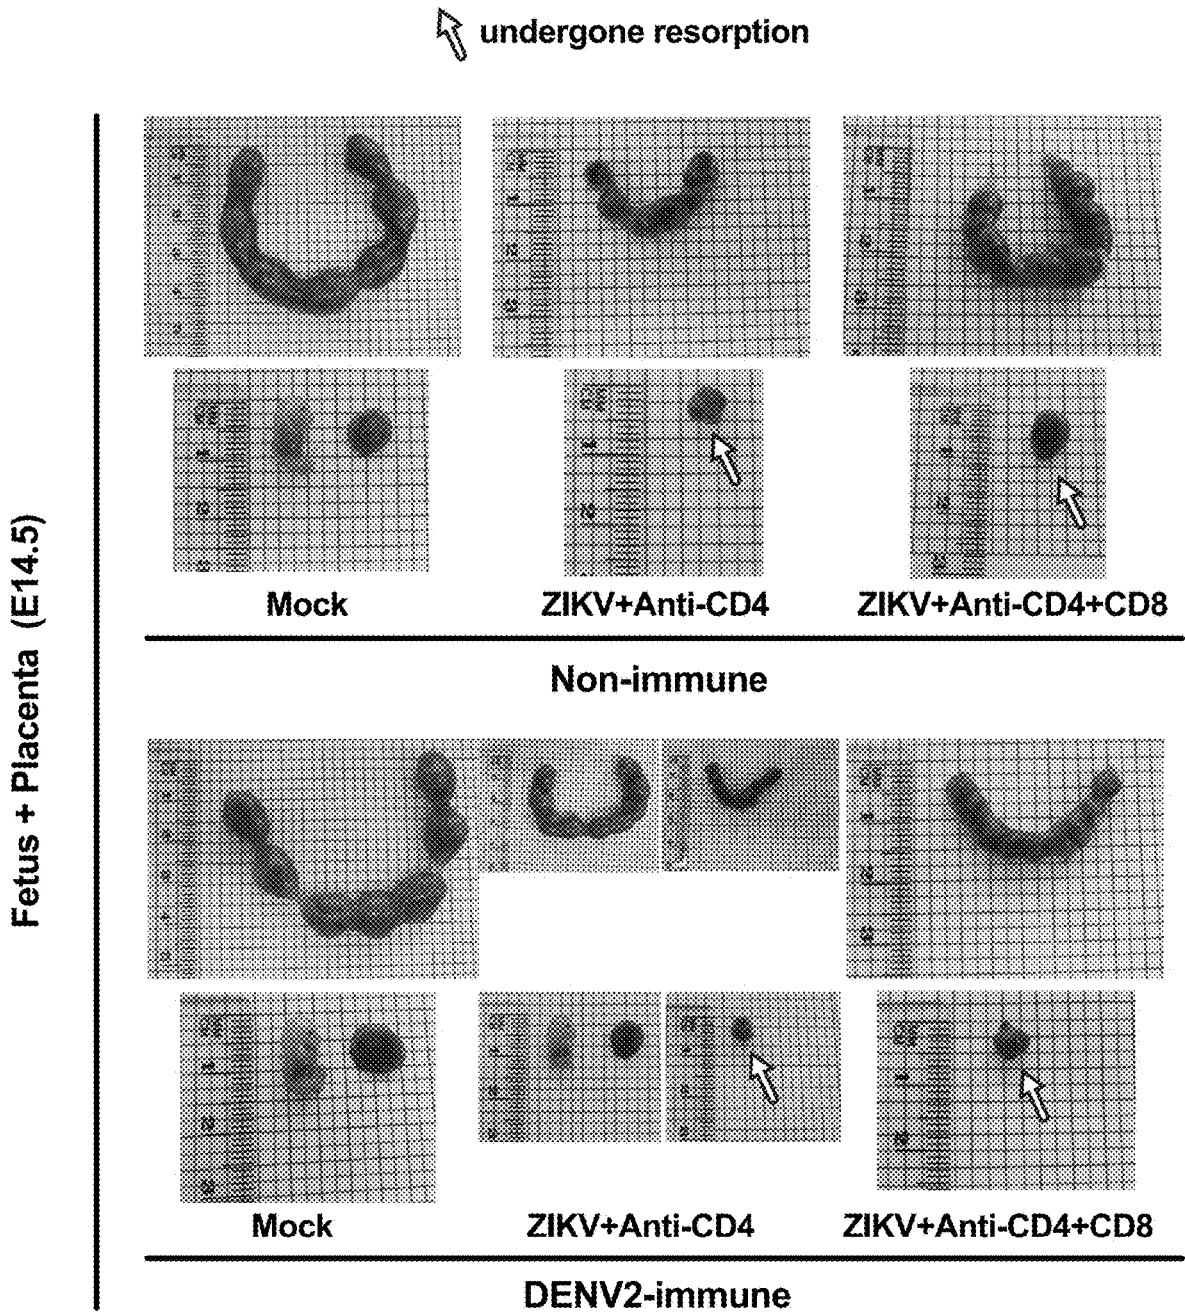 undergone resorption
Fetus + Placenta (E14.5)
Mock
ZIKV+Anti-CD4
ZIKV+Anti-CD4+CD8
Non-immune
Mock
ZIKV+Anti-CD4
ZIKV+Anti-CD4+CD8
DENV2-immune